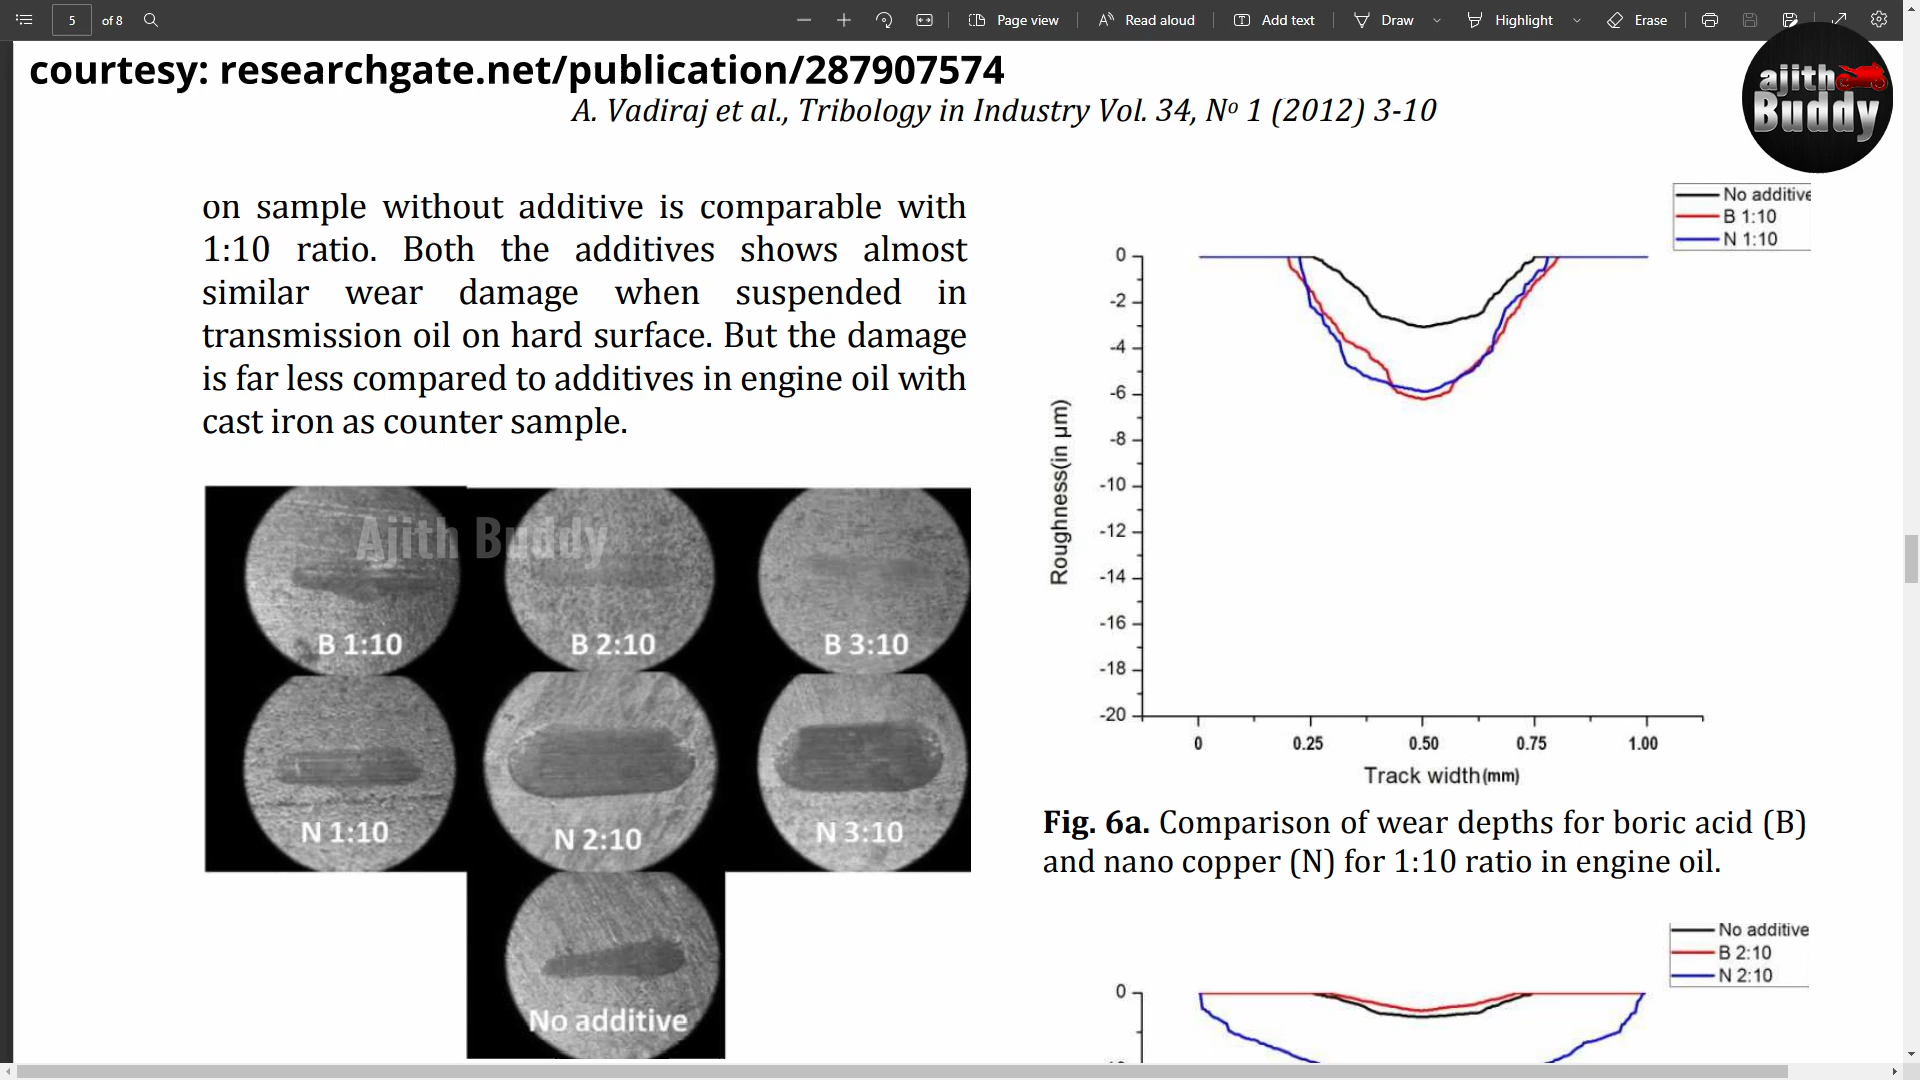 5 of 8
Page view
Read aloud
Add text
Draw
Highlight
Erase
courtesy: researchgate.net/publication/287907574
A. Vadiraj et al., Tribology in Industry Vol. 34, Nº 1 (2012) 3-10
ajith
Buddy
on sample without additive is comparable with
1:10 ratio. Both the additives shows almost
similar wear damage when suspended in
transmission oil on hard surface. But the damage
is far less compared to additives in engine oil with
cast iron as counter sample.
Ajith Buddy
B 1:10
B 2:10
B 3:10
N 1:10
N 2:10
N 3:10
No additive
No additive
B 1:10
N 1:10
0
-2
-4
-6
-8
-10
-12
-14
-16
-18
-20
Roughness(in µm)
0 0.25 0.50 0.75 1.00
Track width(mm)
Fig. 6a. Comparison of wear depths for boric acid (B)
and nano copper (N) for 1:10 ratio in engine oil.
No additive
B 2:10
N 2:10
0